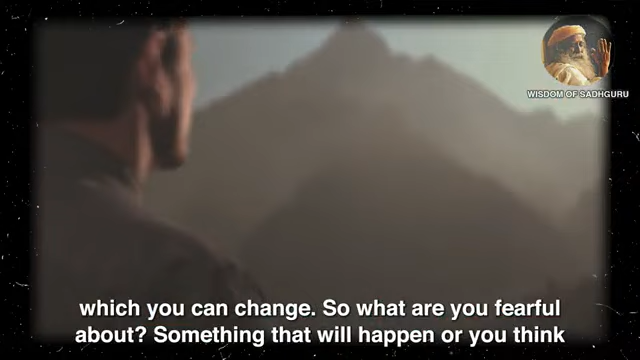 WISDOM OF SADHGURU
which you can change. So what are you fearful
about? Something that will happen or you think